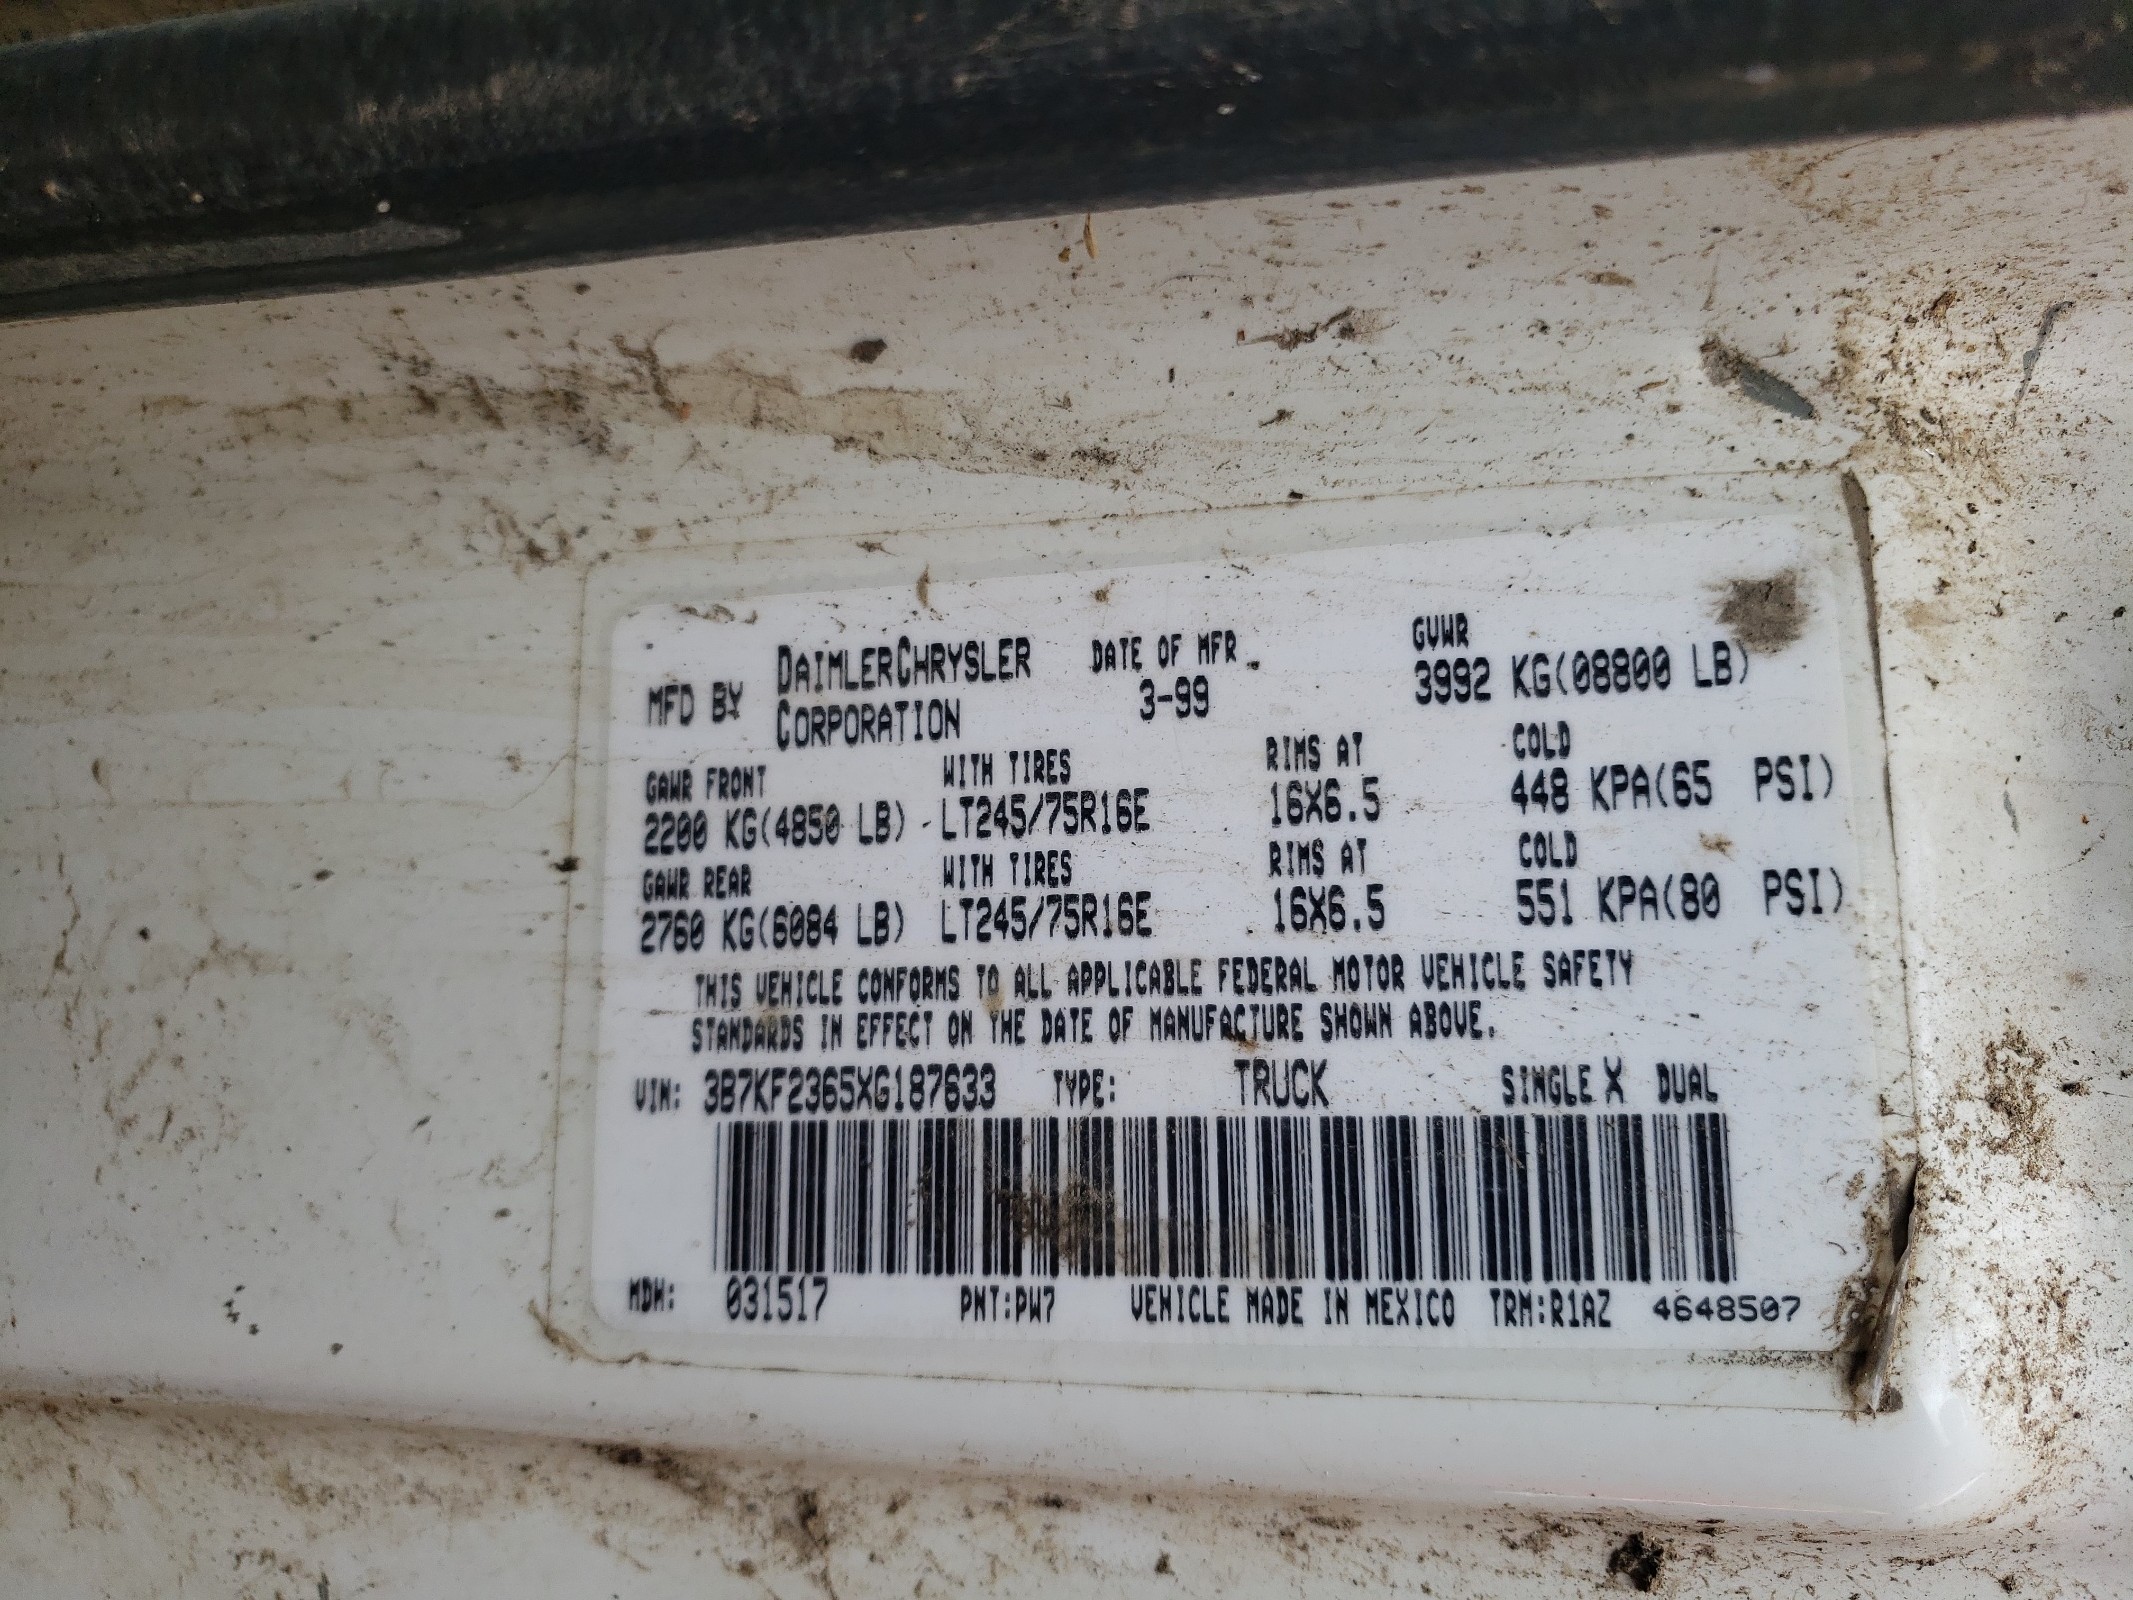 MFD BY DAIMLERCHRYSLER CORPORATION DATE OF MFR 3-99 GVWR 3992 KG(08800 LB)
GAWR FRONT WITH TIRES RIMS AT COLD
2200 KG(4850 LB) LT245/75R16E 16X6.5 448 KPA(65 PSI)
GAWR REAR WITH TIRES RIMS AT COLD
2760 KG(6084 LB) LT245/75R16E 16X6.5 551 KPA(80 PSI)
THIS VEHICLE CONFORMS TO ALL APPLICABLE FEDERAL MOTOR VEHICLE SAFETY
STANDARDS IN EFFECT ON THE DATE OF MANUFACTURE SHOWN ABOVE.
VIN: 3B7KF2365XG187633 TYPE: TRUCK SINGLE X DUAL
MDH: 031517 PNT:PW7 VEHICLE MADE IN MEXICO TRM:R1AZ 4648507